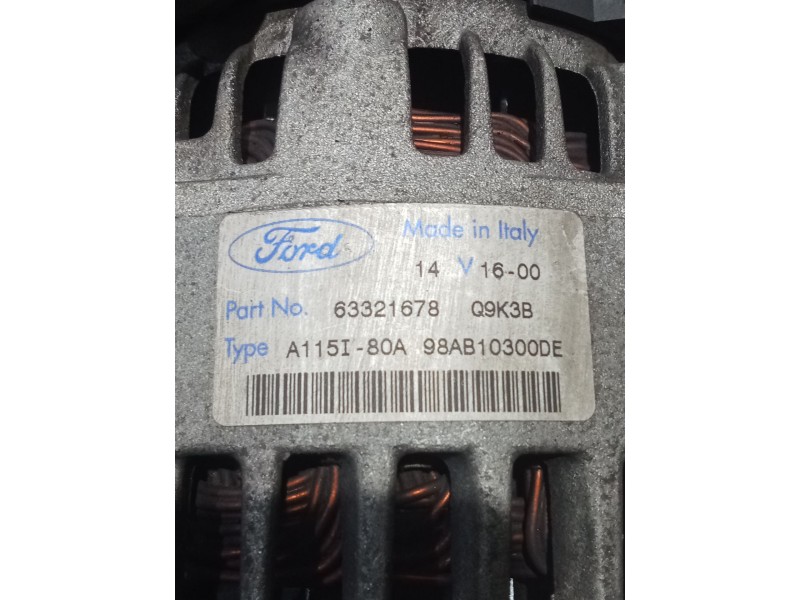 Ford Made in Italy
14 V 16-00
Part No. 63321678 Q9K3B
Type A115I-80A 98AB10300DE